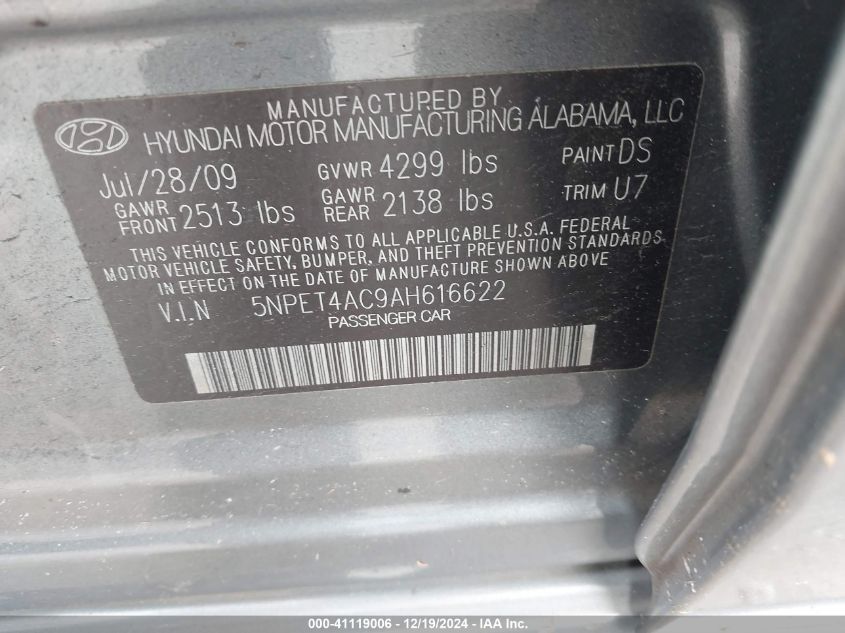 MANUFACTURED BY
HYUNDAI MOTOR MANUFACTURING ALABAMA, LLC
Jul/28/09 GVWR 4299 lbs PAINT DS
GAWR FRONT 2513 lbs GAWR REAR 2138 lbs TRIM U7
THIS VEHICLE CONFORMS TO ALL APPLICABLE U.S.A. FEDERAL
MOTOR VEHICLE SAFETY, BUMPER, AND THEFT PREVENTION STANDARDS
IN EFFECT ON THE DATE OF MANUFACTURE SHOWN ABOVE
V.I.N 5NPET4AC9AH616622
PASSENGER CAR
000-41119006 - 12/19/2024 - IAA Inc.